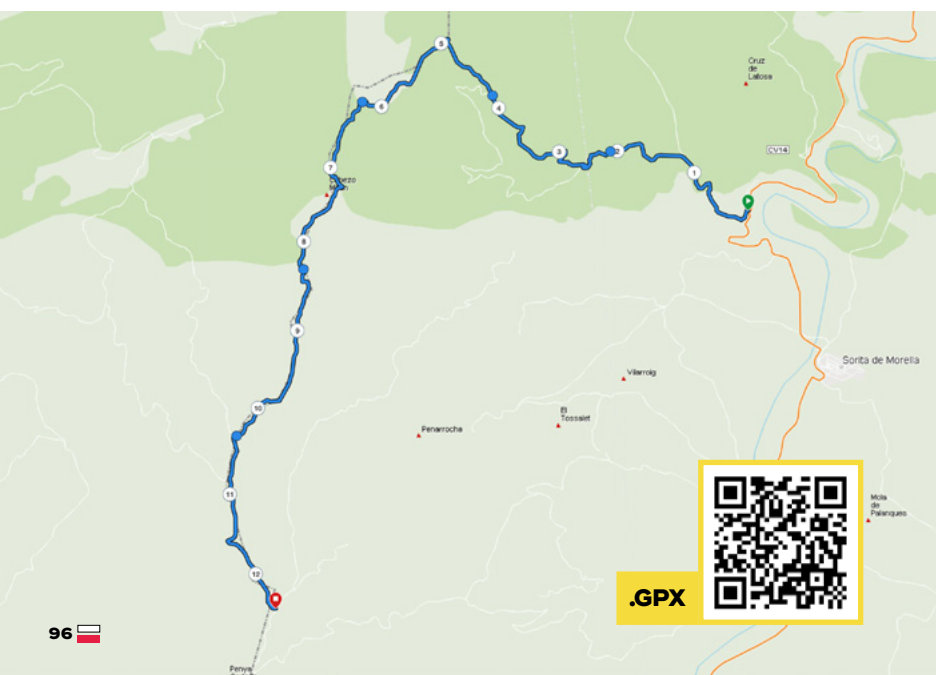 5
Cruz
de
Latosa
6
4
3
2
CV14
1
7
8
9
Sorita de Morella
Vilarroig
10
El
Tossalet
Penarrocha
11
Mola
de
Palanques
12
.GPX
96
Penya